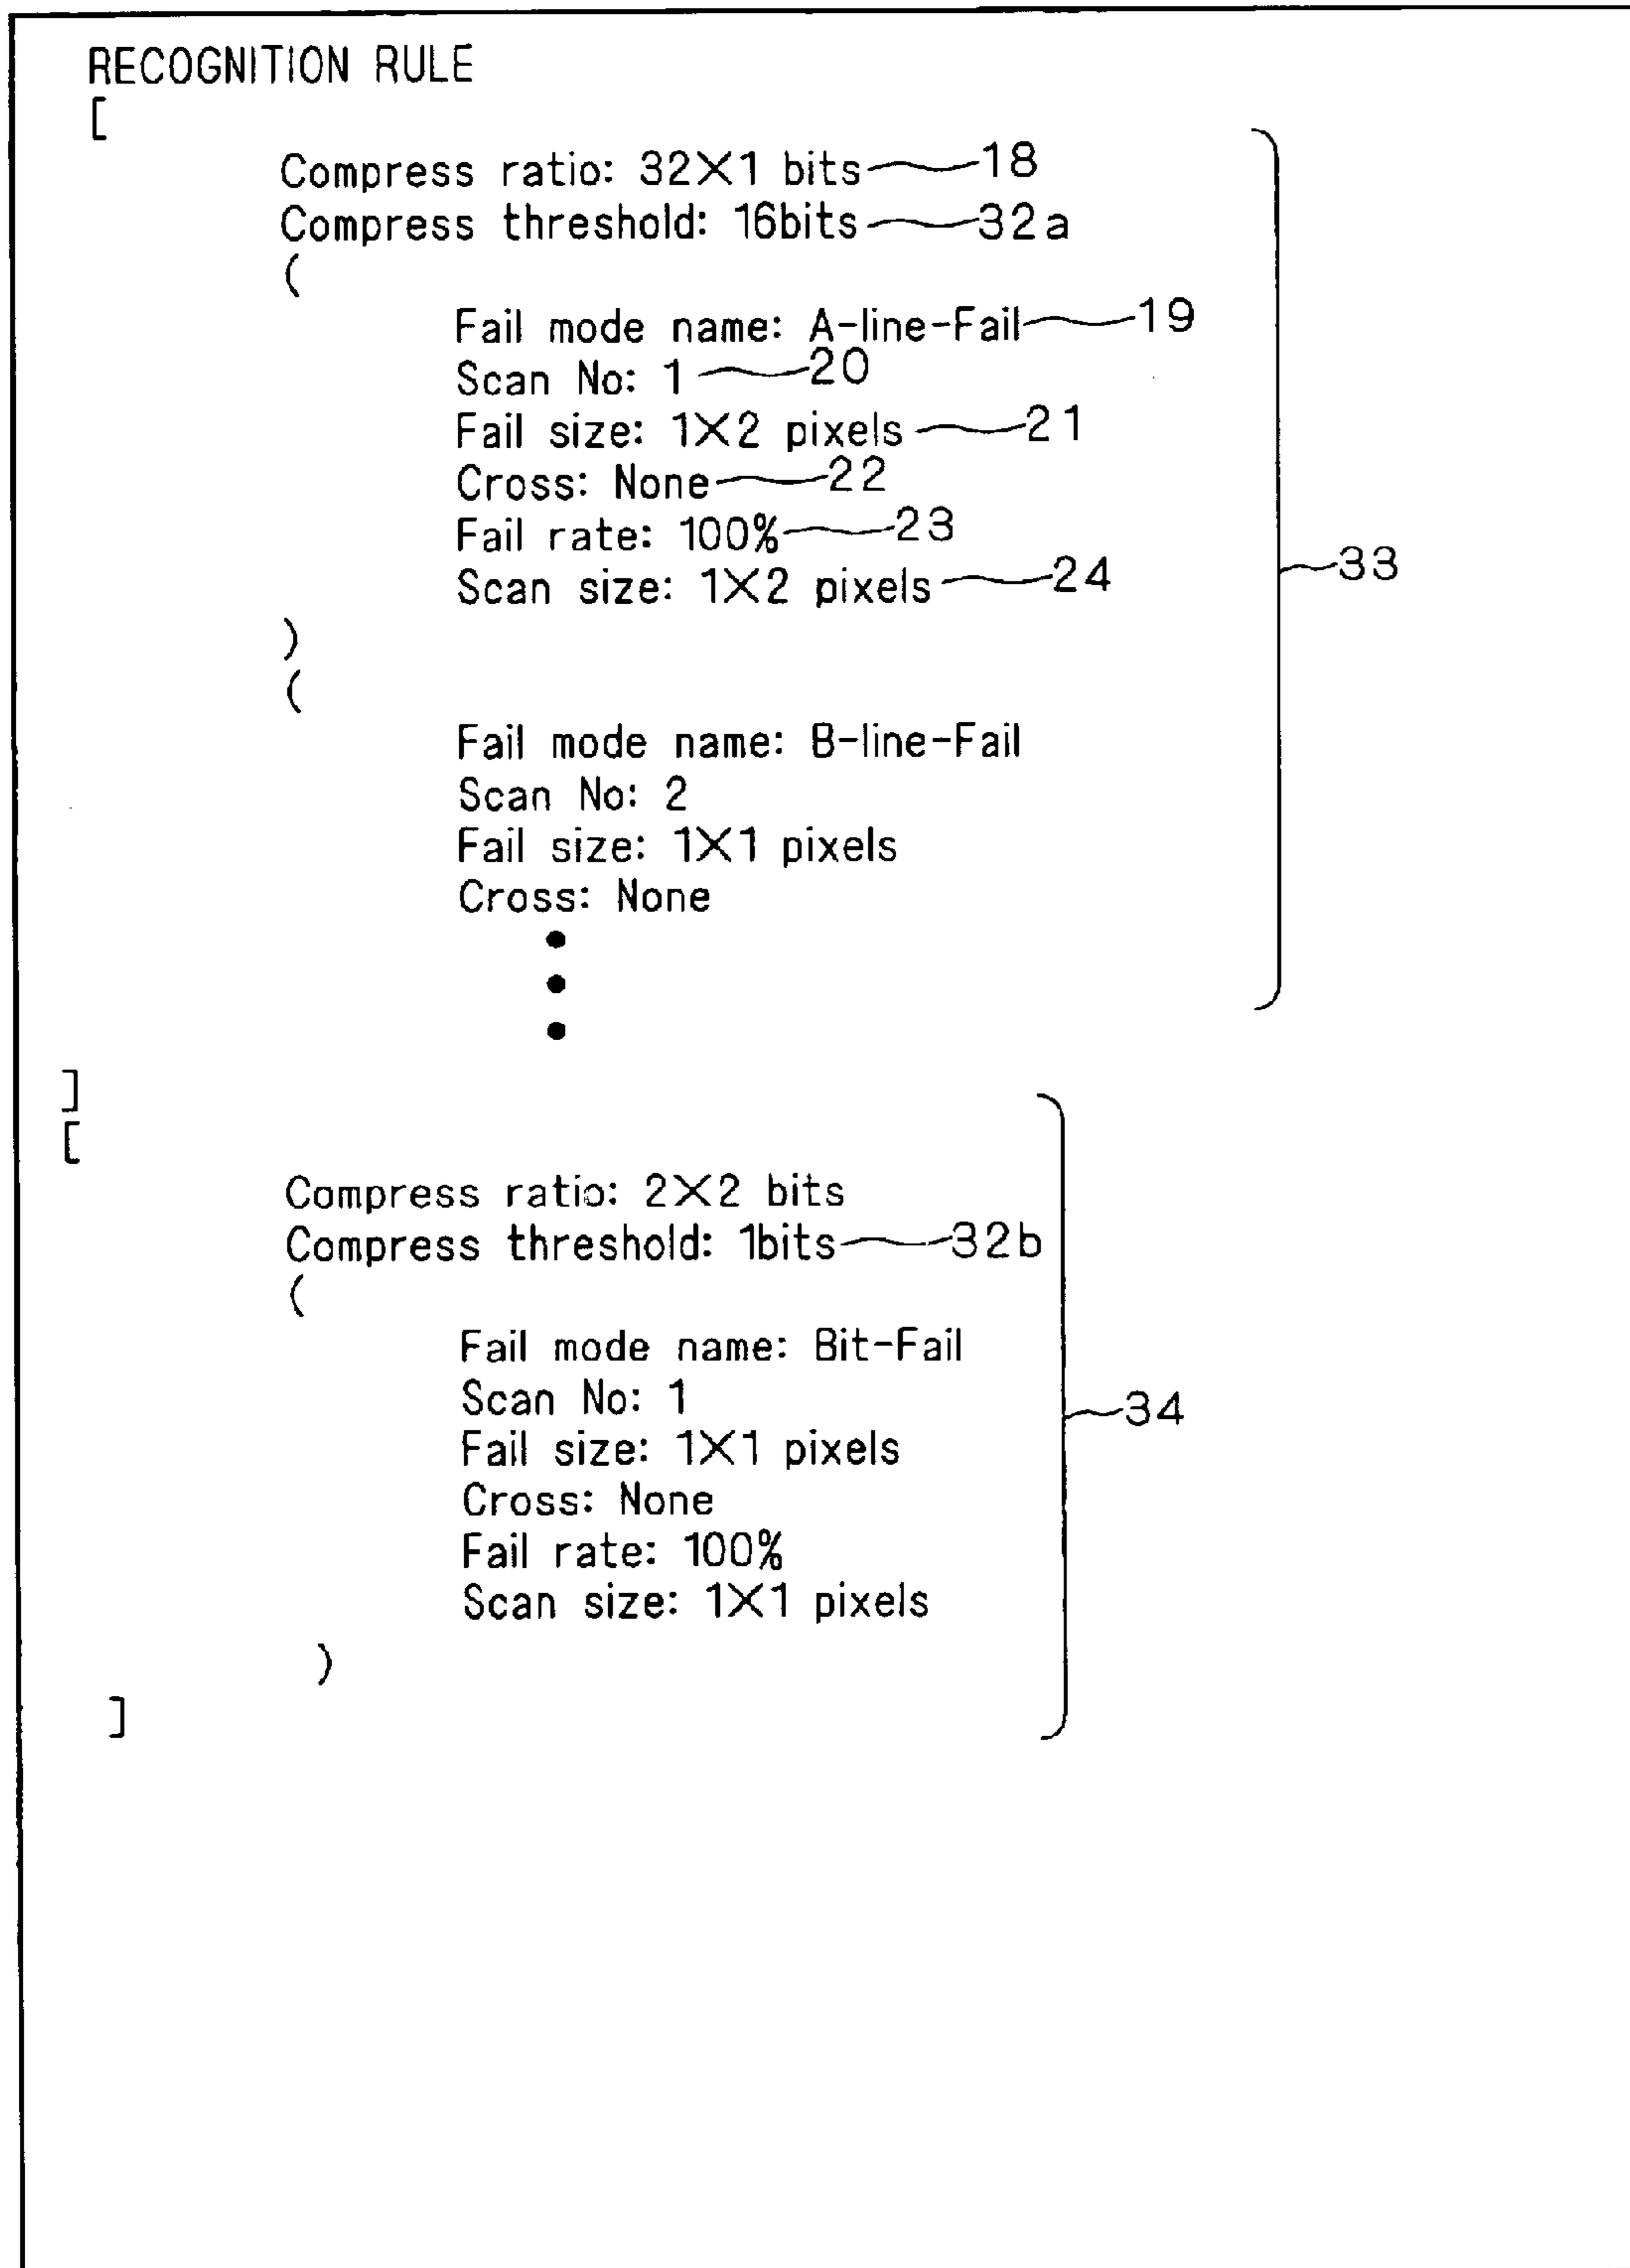 RECOGNITION RULE
[
Compress ratio: 32×1 bits 18
Compress threshold: 16bits 32a
(
Fail mode name: A-line-Fail 19
Scan No: 1 20
Fail size: 1×2 pixels 21
Cross: None 22
Fail rate: 100% 23
Scan size: 1×2 pixels 24
33
)
(
Fail mode name: B-line-Fail
Scan No: 2
Fail size: 1×1 pixels
Cross: None
•
•
•
]
[
Compress ratio: 2×2 bits
Compress threshold: 1bits 32b
(
Fail mode name: Bit-Fail
Scan No: 1
34
Fail size: 1×1 pixels
Cross: None
Fail rate: 100%
Scan size: 1×1 pixels
)
]